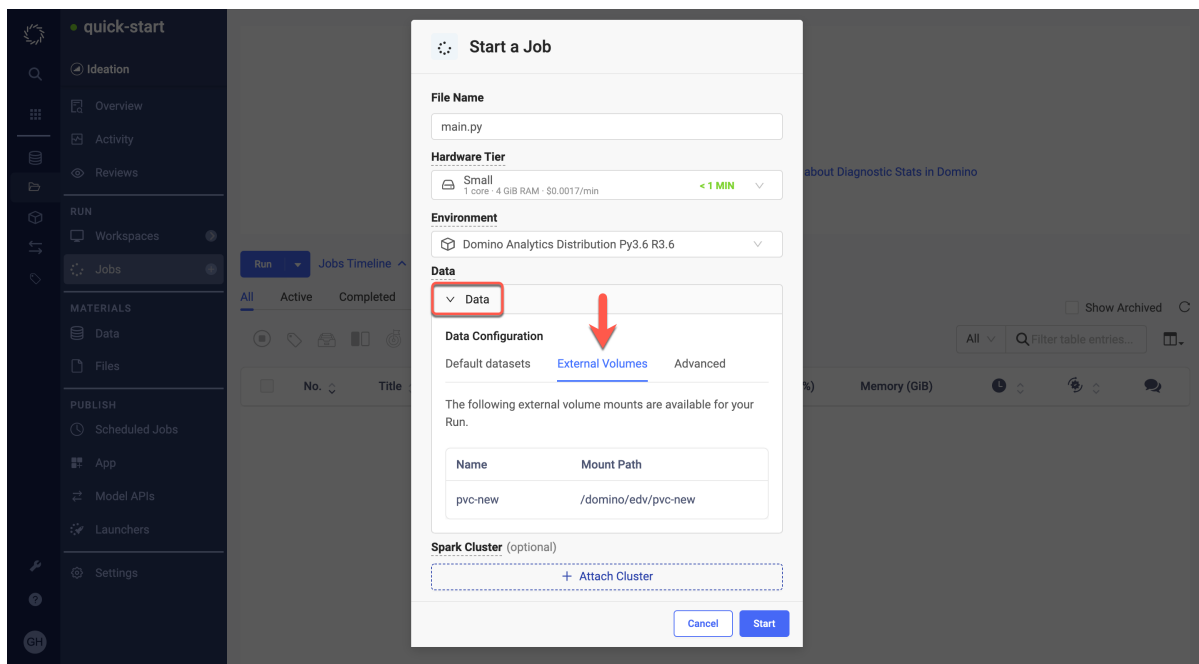 quick-start
Ideation
Overview
Activity
Reviews
RUN
Workspaces
Jobs
MATERIALS
Data
Files
PUBLISH
Scheduled Jobs
App
Model APIs
Launchers
Settings
GH
about Diagnostic Stats in Domino
Run
Jobs Timeline
All
Active
Completed
Show Archived
All
Filter table entries...
No.
Title
%)
Memory (GiB)
Start a Job
File Name
main.py
Hardware Tier
Small
1 core · 4 GiB RAM · $0.0017/min
< 1 MIN
Environment
Domino Analytics Distribution Py3.6 R3.6
Data
Data
Data Configuration
Default datasets
External Volumes
Advanced
The following external volume mounts are available for your
Run.
Name
Mount Path
pvc-new
/domino/edv/pvc-new
Spark Cluster (optional)
+ Attach Cluster
Cancel
Start